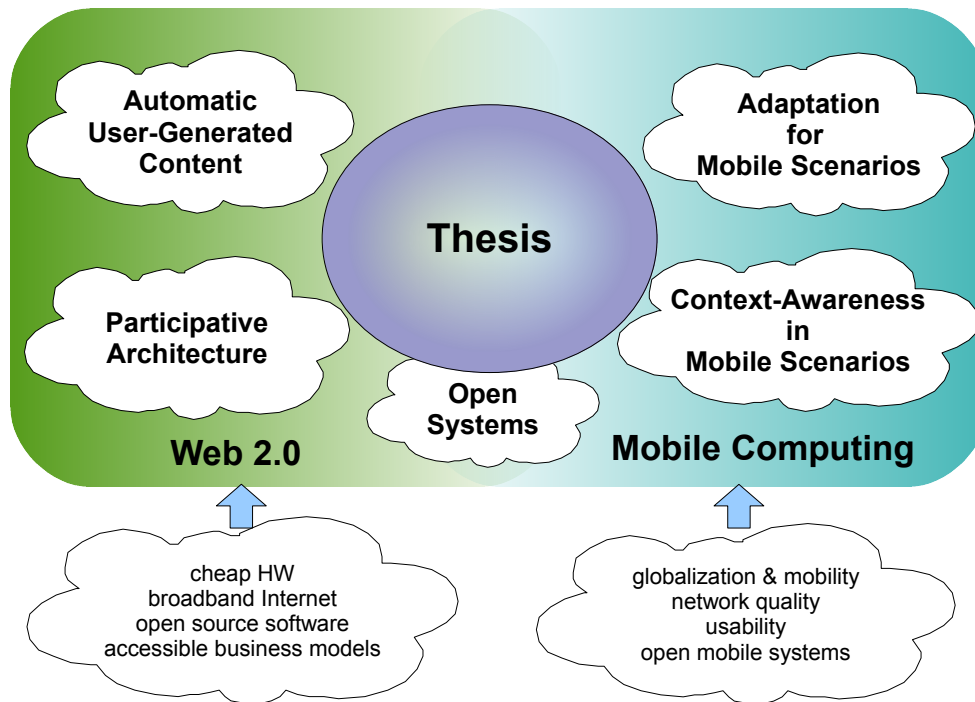 Automatic
User-Generated
Content
Adaptation
for
Mobile Scenarios
Thesis
Participative
Architecture
Context-Awareness
in
Mobile Scenarios
Open
Systems
Web 2.0
Mobile Computing
cheap HW
broadband Internet
open source software
accessible business models
globalization & mobility
network quality
usability
open mobile systems